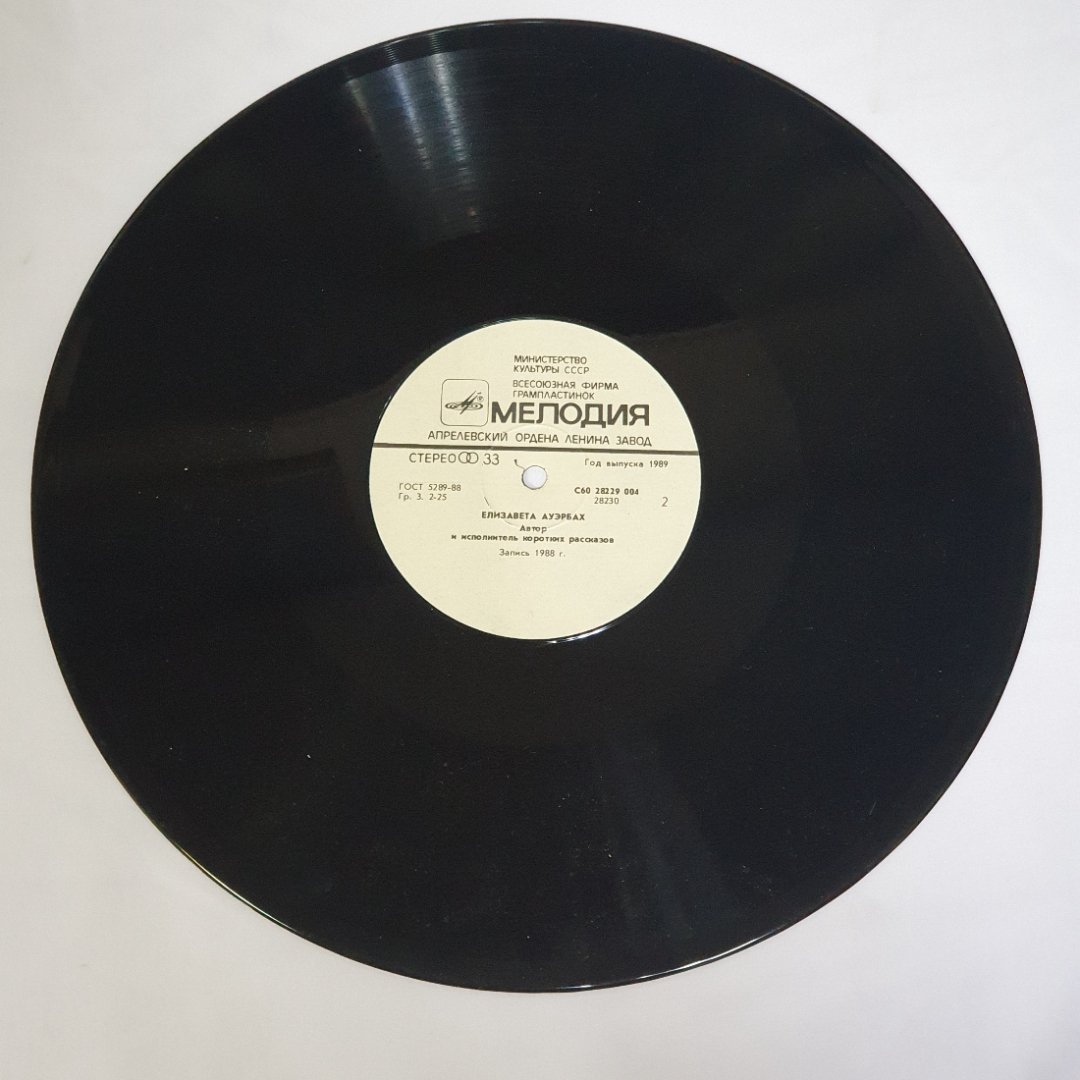 МИНИСТЕРСТВО
КУЛЬТУРЫ СССР
ВСЕСОЮЗНАЯ ФИРМА
ГРАМПЛАСТИНОК
МЕЛОДИЯ
АПРЕЛЕВСКИЙ ОРДЕНА ЛЕНИНА ЗАВОД
СТЕРЕО 33
Год выпуска 1989
ГОСТ 5289-88
Гр. 3. 2-25
С60 28229 004
28230
2
ЕЛИЗАВЕТА АУЭРБАХ
Автор
и исполнитель коротких рассказов
Запись 1988 г.